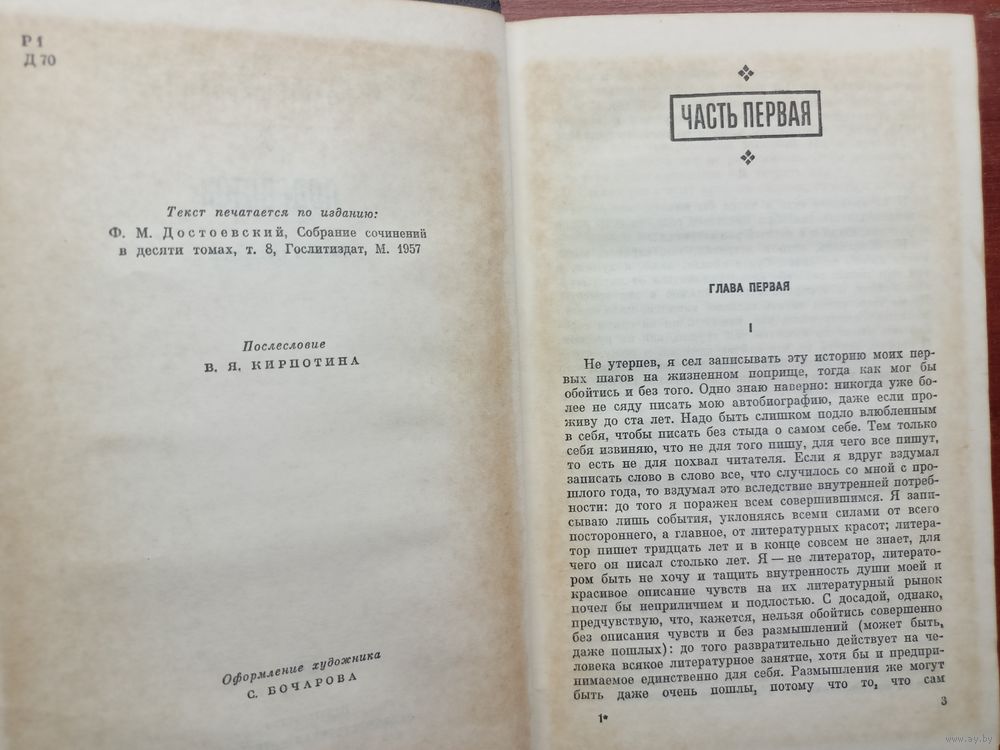 Р1
Д 70
Текст печатается по изданию:
Ф. М. Достоевский, Собрание сочинений
в десяти томах, т. 8, Гослитиздат, М. 1957
Послесловие
В. Я. КИРПОТИНА
Оформление художника
С. БОЧАРОВА
ЧАСТЬ ПЕРВАЯ
ГЛАВА ПЕРВАЯ
I
Не утерпев, я сел записывать эту историю моих пер-
вых шагов на жизненном поприще, тогда как мог бы
обойтись и без того. Одно знаю наверно: никогда уже бо-
лее не сяду писать мою автобиографию, даже если про-
живу до ста лет. Надо быть слишком подло влюбленным
в себя, чтобы писать без стыда о самом себе. Тем только
себя извиняю, что не для того пишу, для чего все пишут,
то есть не для похвал читателя. Если я вдруг вздумал
записать слово в слово все, что случилось со мной с про-
шлого года, то вздумал это вследствие внутренней потреб-
ности: до того я поражен всем совершившимся. Я запи-
сываю лишь события, уклоняясь всеми силами от всего
постороннего, а главное, от литературных красот; литера-
тор пишет тридцать лет и в конце совсем не знает, для
чего он писал столько лет. Я — не литератор, литерато-
ром быть не хочу и тащить внутренность души моей и
красивое описание чувств на их литературный рынок
почел бы неприличием и подлостью. С досадой, однако,
предчувствую, что, кажется, нельзя обойтись совершенно
без описания чувств и без размышлений (может быть,
даже пошлых): до того развратительно действует на че-
ловека всякое литературное занятие, хотя бы и предпри-
нимаемое единственно для себя. Размышления же могут
быть даже очень пошлы, потому что то, что сам
1*
3
www.ay.by